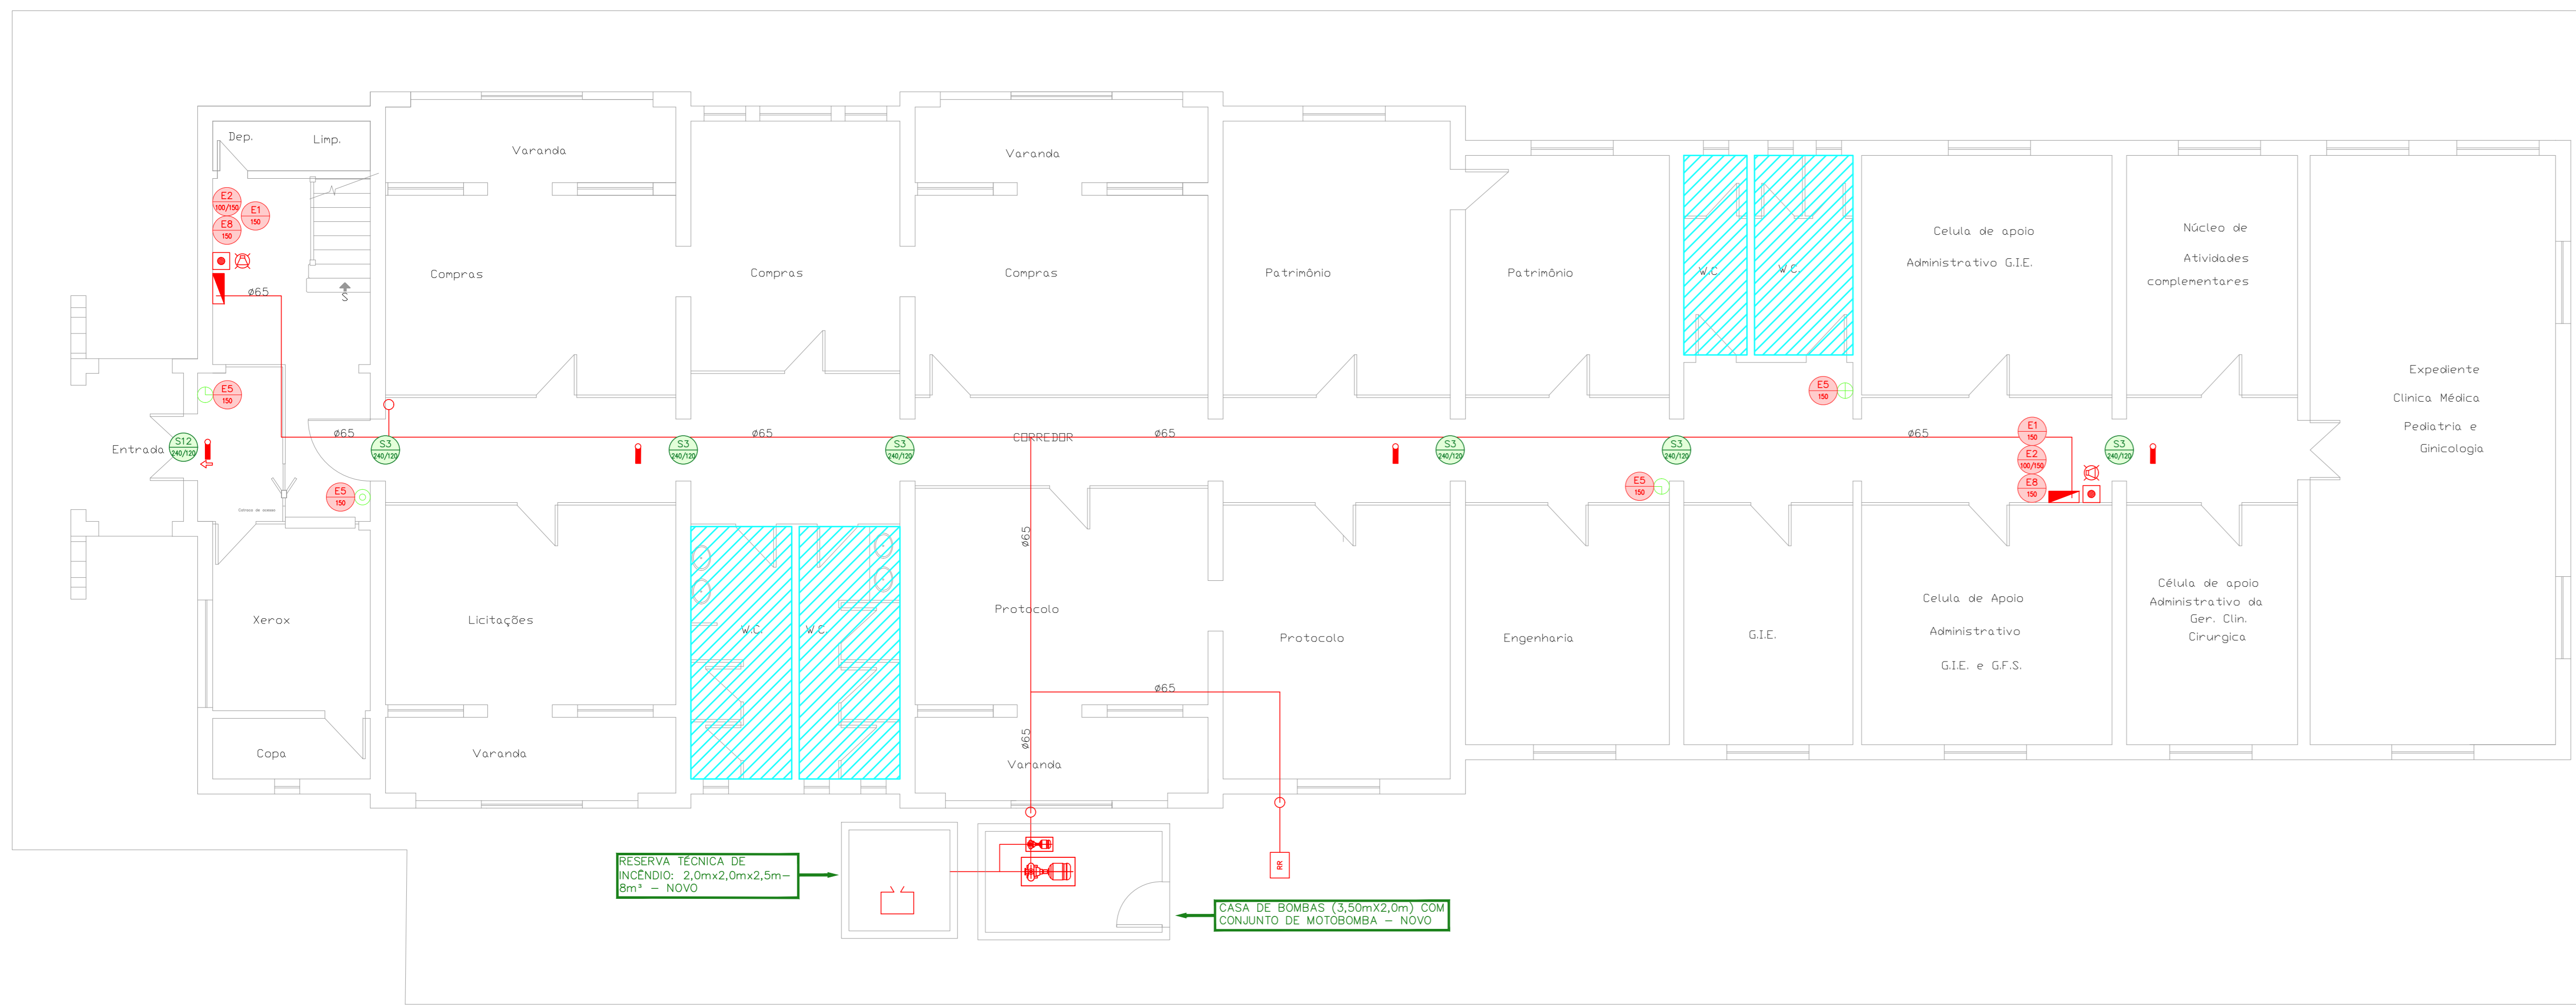 Dep.
Limp.
Varanda
Varanda
E2
100/150
E1
150
E8
150
Compras
Compras
Compras
Patrimônio
Patrimônio
W.C.
W.C.
Celula de apoio
Administrativo G.I.E.
Núcleo de
Atividades
complementares
ø65
S
Expediente
Clinica Médica
Pediatria e
Ginicologia
E5
150
E5
150
Entrada
S12
240/120
ø65
S3
240/120
S3
240/120
ø65
S3
240/120
CORREDOR
ø65
S3
240/120
S3
240/120
ø65
E1
150
E2
100/150
E8
150
S3
240/120
E5
150
E5
150
ø65
Xerox
Licitações
W.C.
W.C.
Protocolo
Protocolo
Engenharia
G.I.E.
Celula de Apoio
Administrativo
G.I.E. e G.F.S.
Célula de apoio
Administrativo da
Ger. Clin.
Cirurgica
ø65
ø65
Copa
Varanda
Varanda
RESERVA TÉCNICA DE
INCÊNDIO: 2,0mx2,0mx2,5m-
8m³ - NOVO
RR
CASA DE BOMBAS (3,50mX2,0m) COM
CONJUNTO DE MOTOBOMBA - NOVO